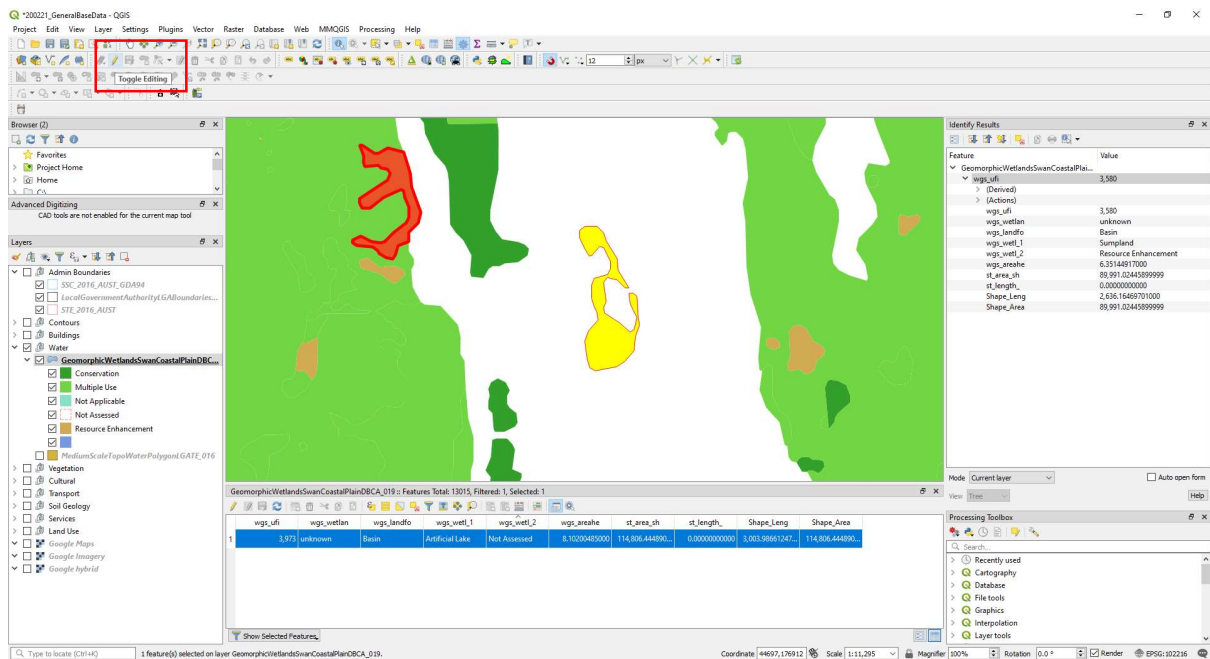 *200221_GeneralBaseData - QGIS
Project Edit View Layer Settings Plugins Vector Raster Database Web MMQGIS Processing Help
12 px
Toggle Editing
Browser (2)
Favorites
Project Home
Home
C:\
Advanced Digitizing
CAD tools are not enabled for the current map tool
Layers
Admin Boundaries
SSC_2016_AUST_GDA94
LocalGovernmentAuthorityLGABoundaries...
STE_2016_AUST
Contours
Buildings
Water
GeomorphicWetlandsSwanCoastalPlainDBC...
Conservation
Multiple Use
Not Applicable
Not Assessed
Resource Enhancement
MediumScaleTopoWaterPolygonLGATE_016
Vegetation
Cultural
Transport
Soil Geology
Services
Land Use
Google Maps
Google Imagery
Google hybrid
GeomorphicWetlandsSwanCoastalPlainDBCA_019 :: Features Total: 13015, Filtered: 1, Selected: 1
wgs_ufi wgs_wetlan wgs_landfo wgs_wetl_1 wgs_wetl_2 wgs_areahe st_area_sh st_length_ Shape_Leng Shape_Area
1 3,973 unknown Basin Artificial Lake Not Assessed 8.10200485000 114,806.444890... 0.00000000000 3,003.98661247... 114,806.444890...
Show Selected Features
Identify Results
Feature Value
GeomorphicWetlandsSwanCoastalPlai...
wgs_ufi 3,580
(Derived)
(Actions)
wgs_ufi 3,580
wgs_wetlan unknown
wgs_landfo Basin
wgs_wetl_1 Sumpland
wgs_wetl_2 Resource Enhancement
wgs_areahe 6.35144917000
st_area_sh 89,991.02445899999
st_length_ 0.00000000000
Shape_Leng 2,636.16469701000
Shape_Area 89,991.02445899999
Mode Current layer Auto open form
View Tree Help
Processing Toolbox
Search...
Recently used
Cartography
Database
File tools
Graphics
Interpolation
Layer tools
Type to locate (Ctrl+K) 1 feature(s) selected on layer GeomorphicWetlandsSwanCoastalPlainDBCA_019. Coordinate 44697,176912 Scale 1:11,295 Magnifier 100% Rotation 0.0 ° Render EPSG:102216